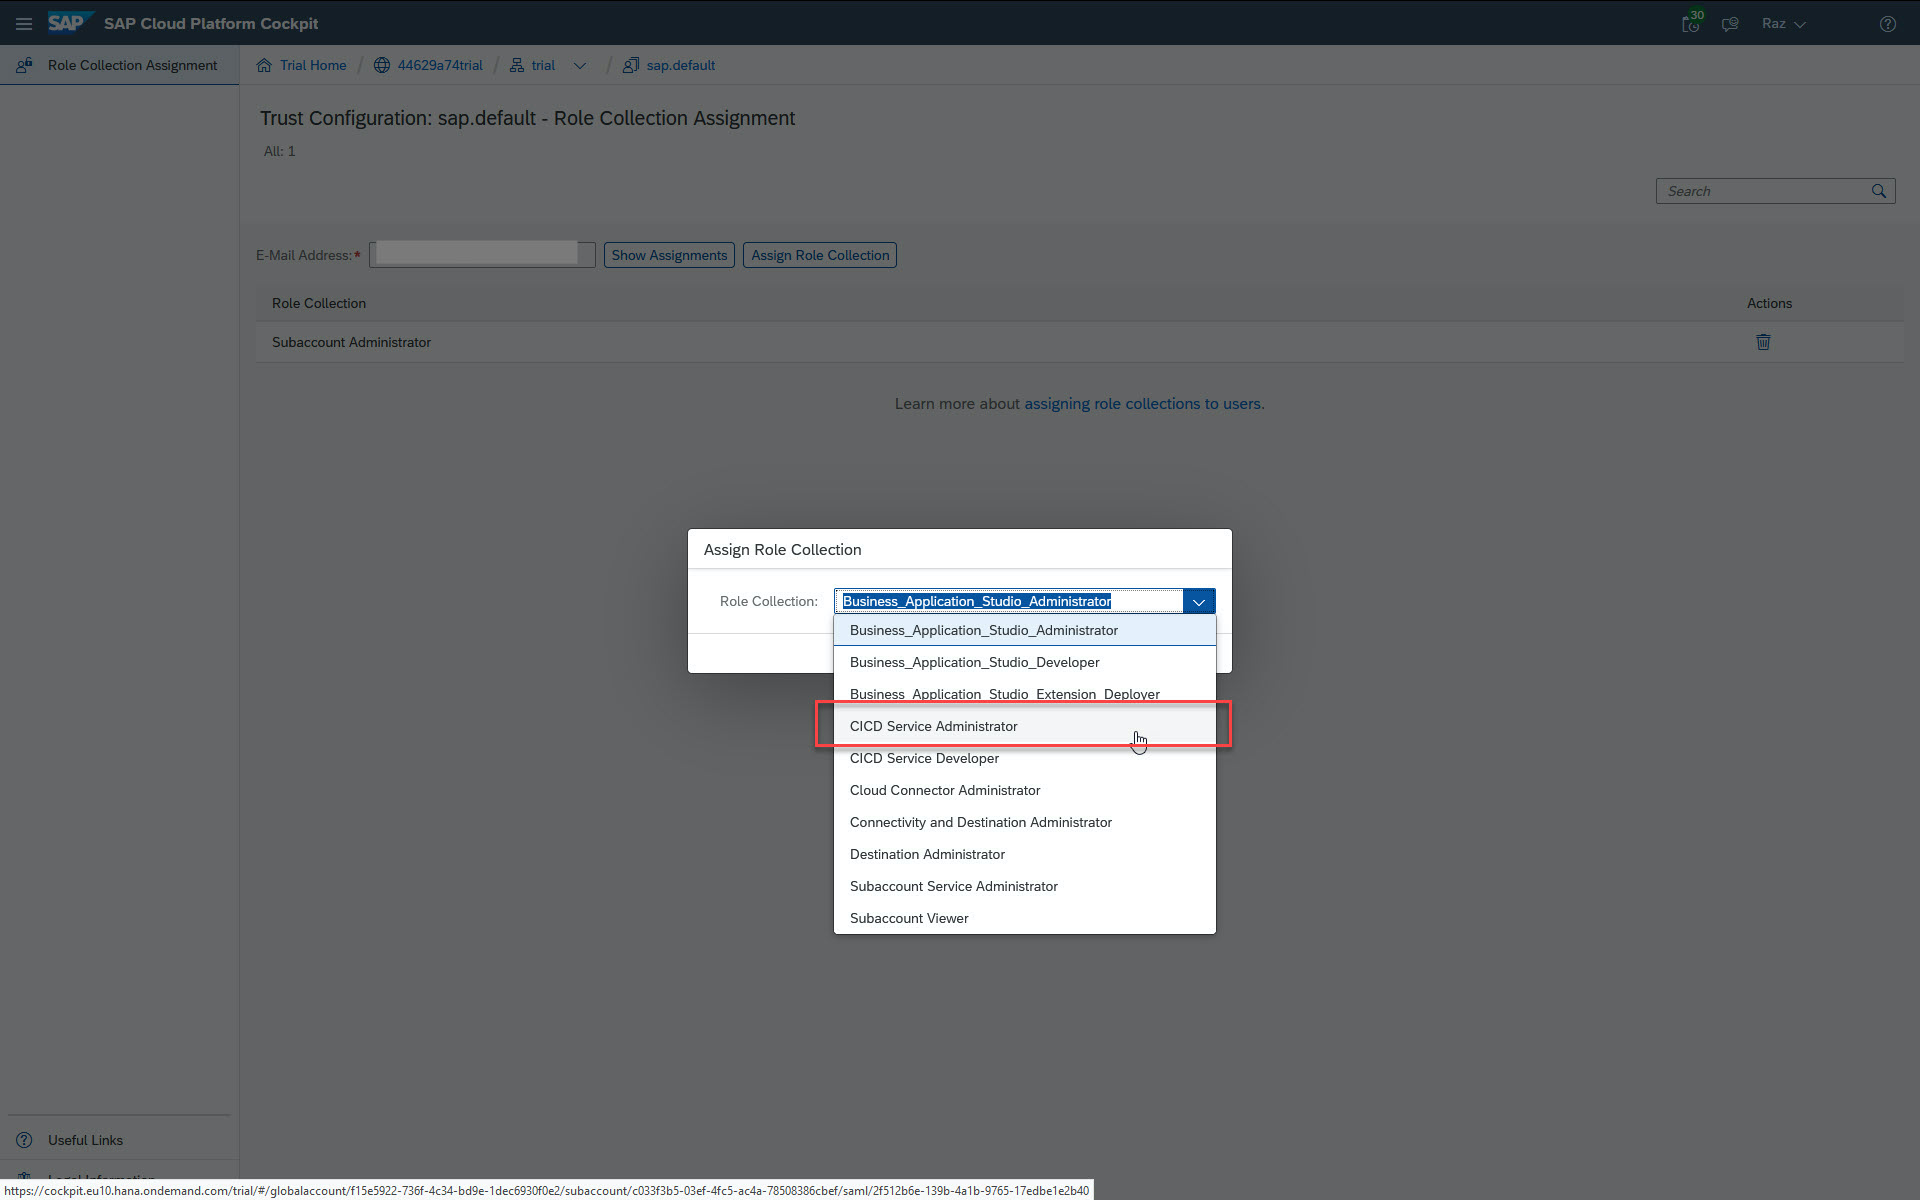 SAP SAP Cloud Platform Cockpit 30 Raz
Role Collection Assignment
Trial Home / 44629a74trial / trial / sap.default
Trust Configuration: sap.default - Role Collection Assignment
All: 1
Search
E-Mail Address:* Show Assignments Assign Role Collection
Role Collection Actions
Subaccount Administrator
Learn more about assigning role collections to users.
Assign Role Collection
Role Collection: Business_Application_Studio_Administrator
Business_Application_Studio_Administrator
Business_Application_Studio_Developer
Business_Application_Studio_Extension_Deployer
CICD Service Administrator
CICD Service Developer
Cloud Connector Administrator
Connectivity and Destination Administrator
Destination Administrator
Subaccount Service Administrator
Subaccount Viewer
Useful Links
Legal Information
https://cockpit.eu10.hana.ondemand.com/trial/#/globalaccount/f15e5922-736f-4c34-bd9e-1dec6930f0e2/subaccount/c033f3b5-03ef-4fc5-ac4a-78508386cbef/saml/2f512b6e-139b-4a1b-9765-17edbe1e2b40